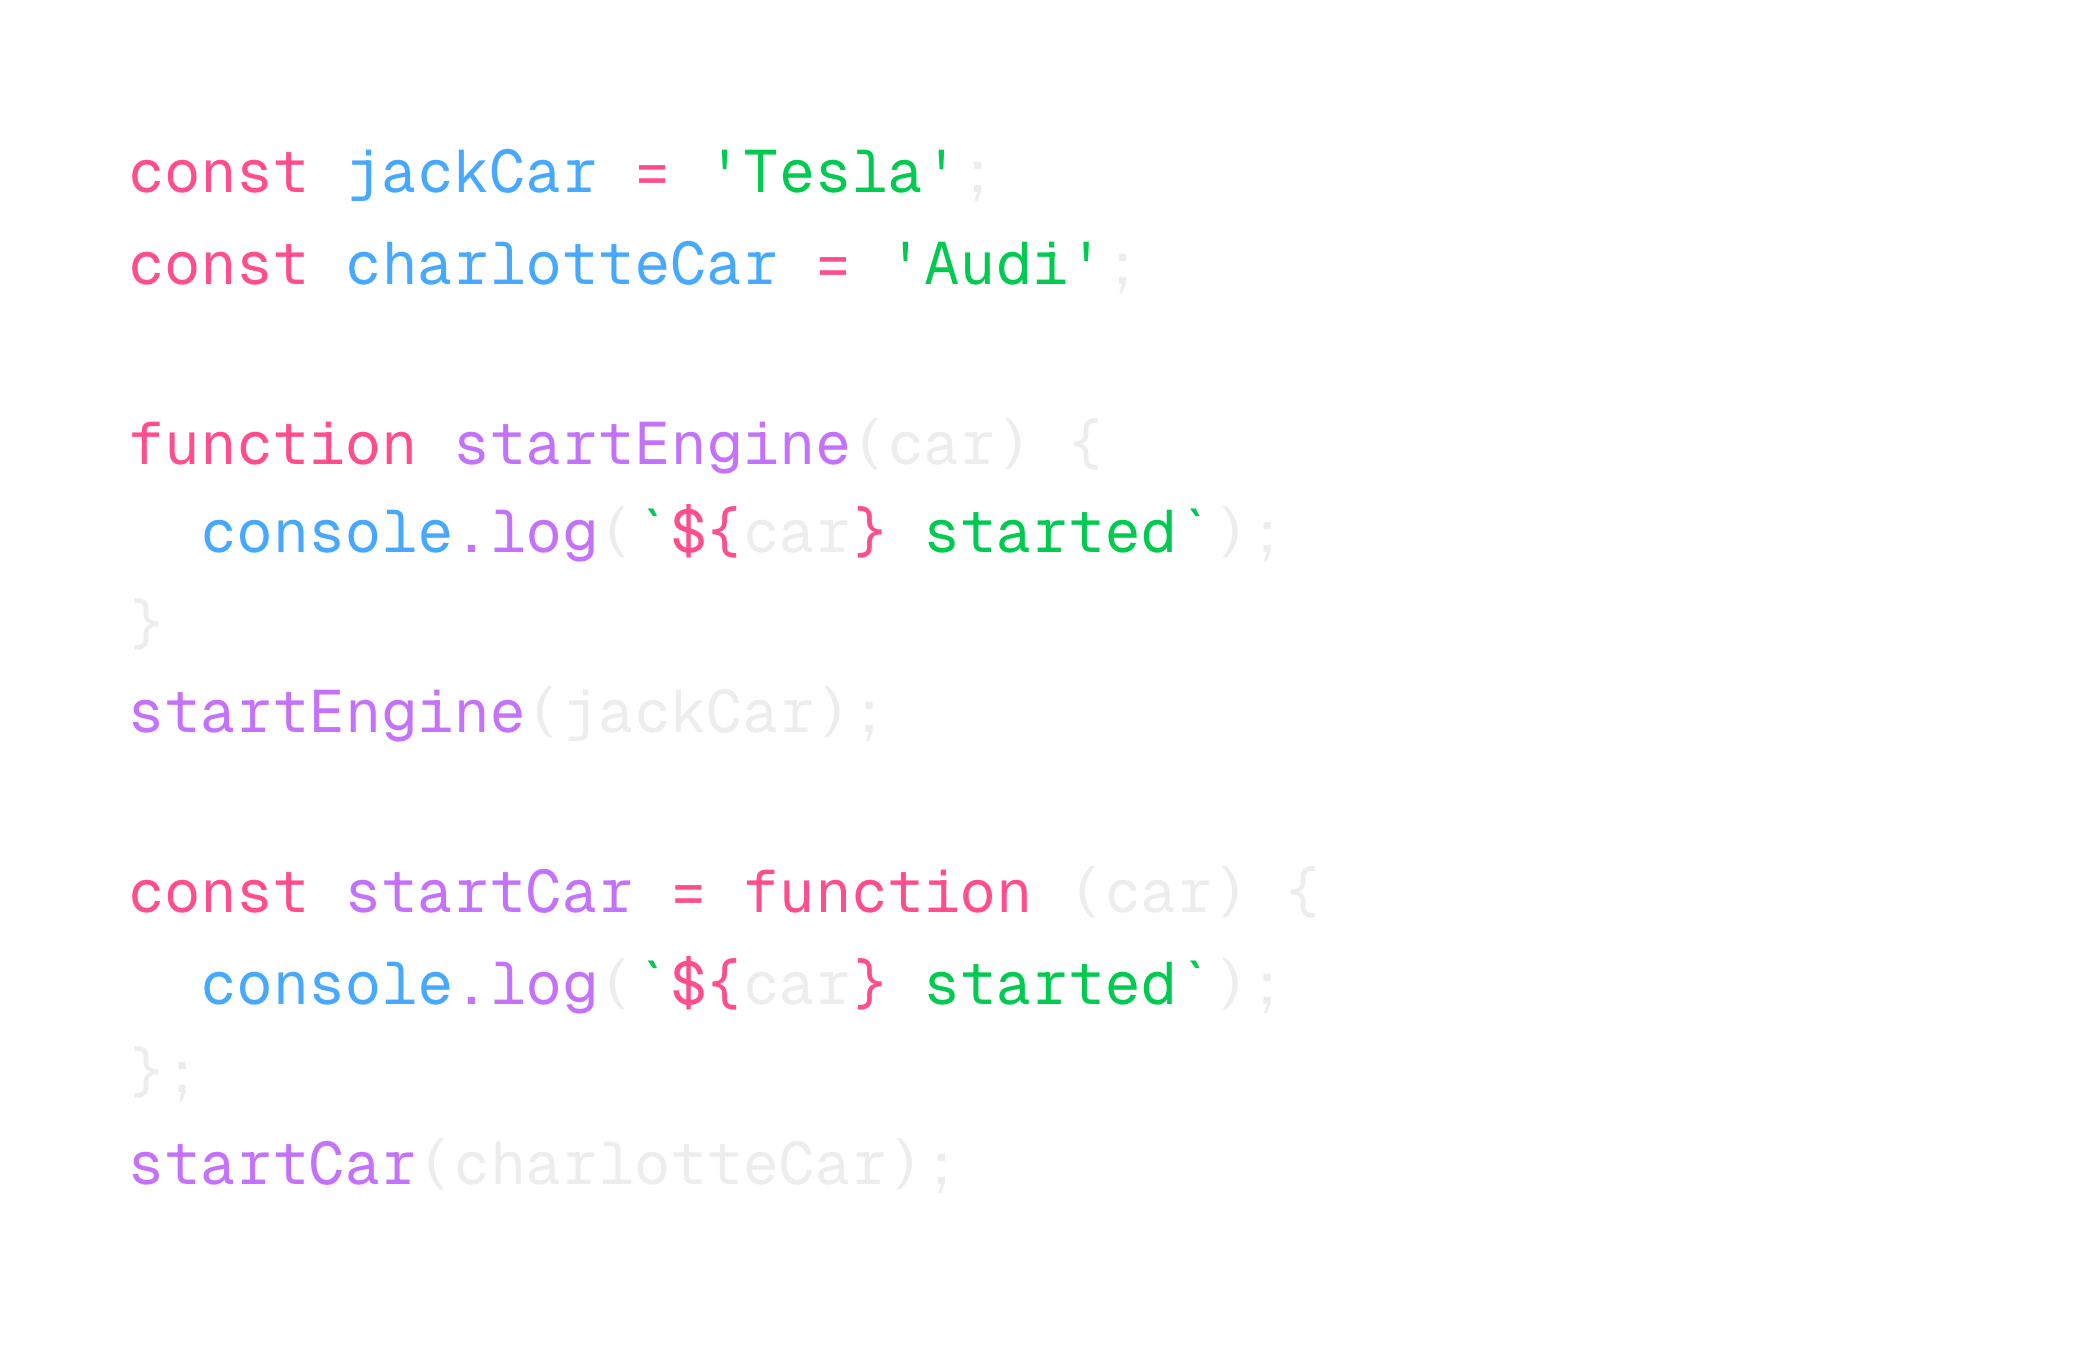 const jackCar = 'Tesla';
const charlotteCar = 'Audi';
function startEngine(car) {
console.log(`${car} started`);
}
startEngine(jackCar);
const startCar = function (car) {
console.log(`${car} started`);
};
startCar(charlotteCar);